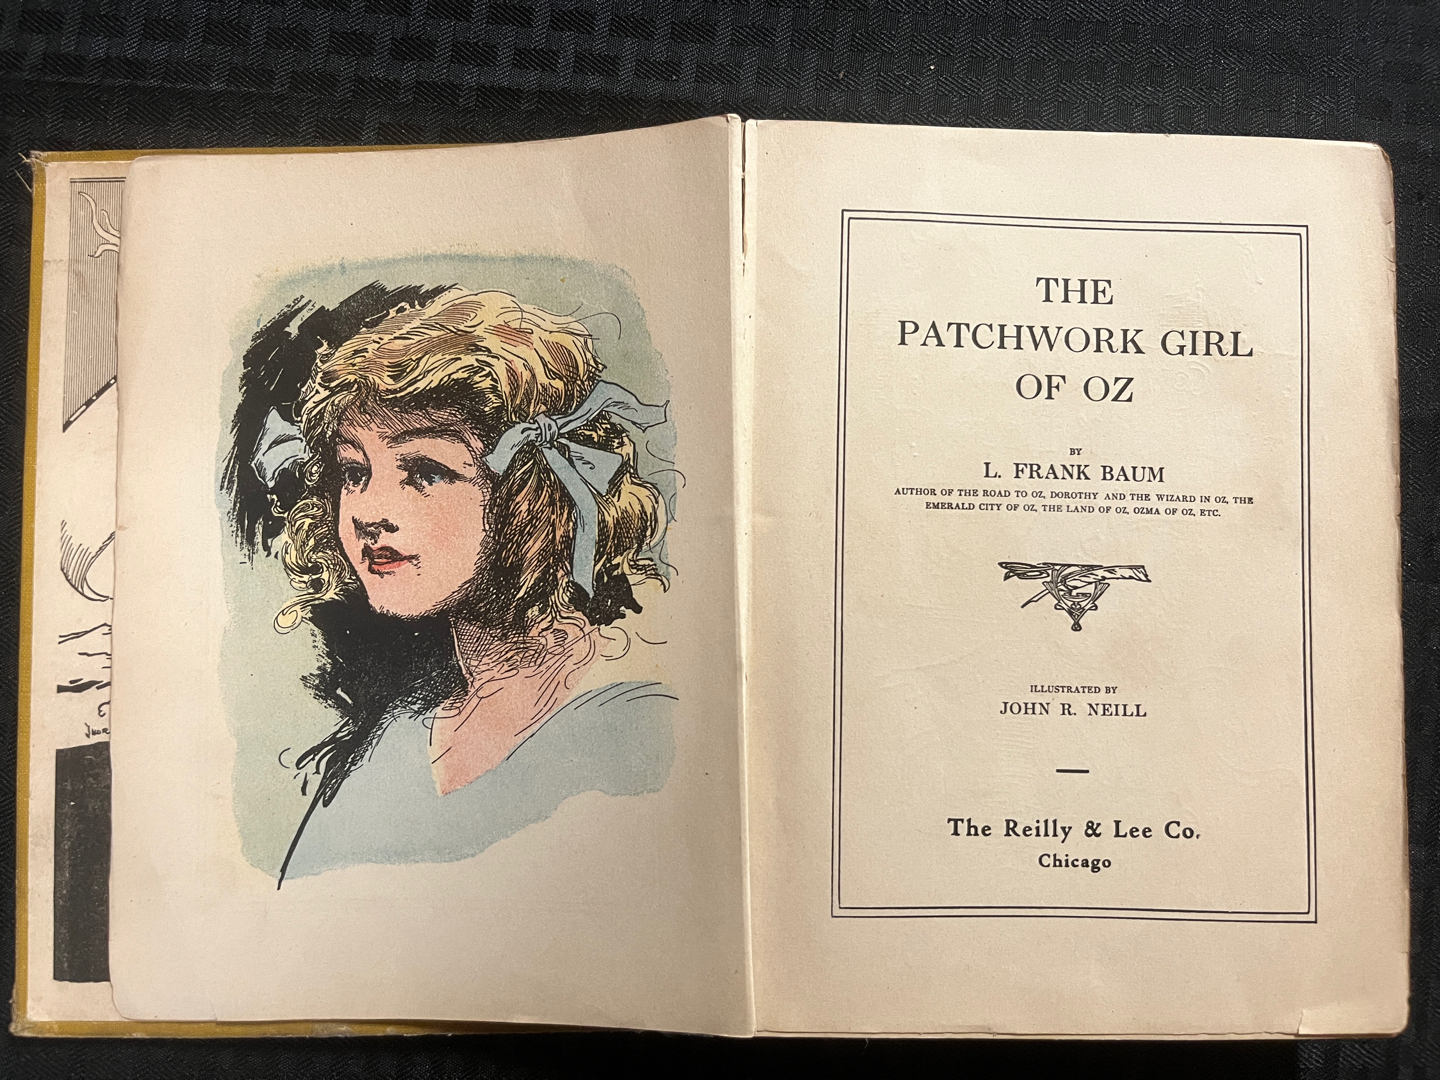 THE
PATCHWORK GIRL
OF OZ
BY
L. FRANK BAUM
AUTHOR OF THE ROAD TO OZ, DOROTHY AND THE WIZARD IN OZ, THE
EMERALD CITY OF OZ, THE LAND OF OZ, OZMA OF OZ, ETC.
ILLUSTRATED BY
JOHN R. NEILL
The Reilly & Lee Co.
Chicago